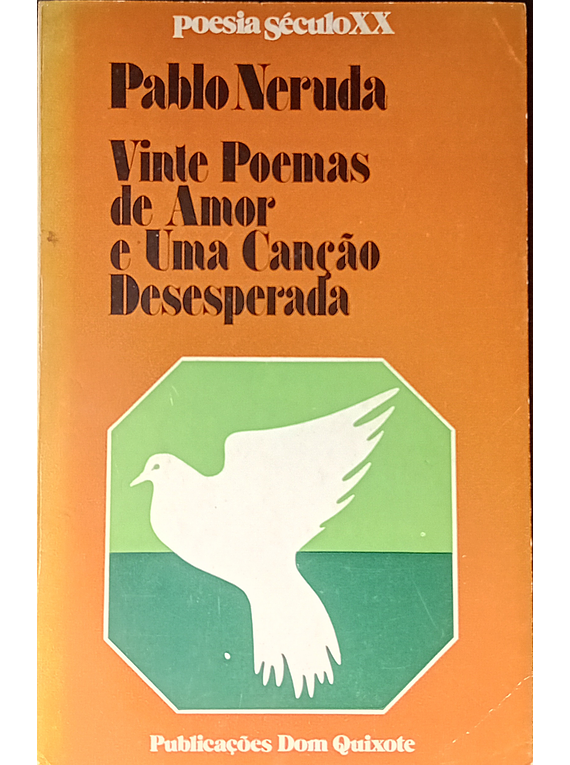 poesia séculoXX
Pablo Neruda
Vinte Poemas
de Amor
e Uma Canção
Desesperada
Publicações Dom Quixote